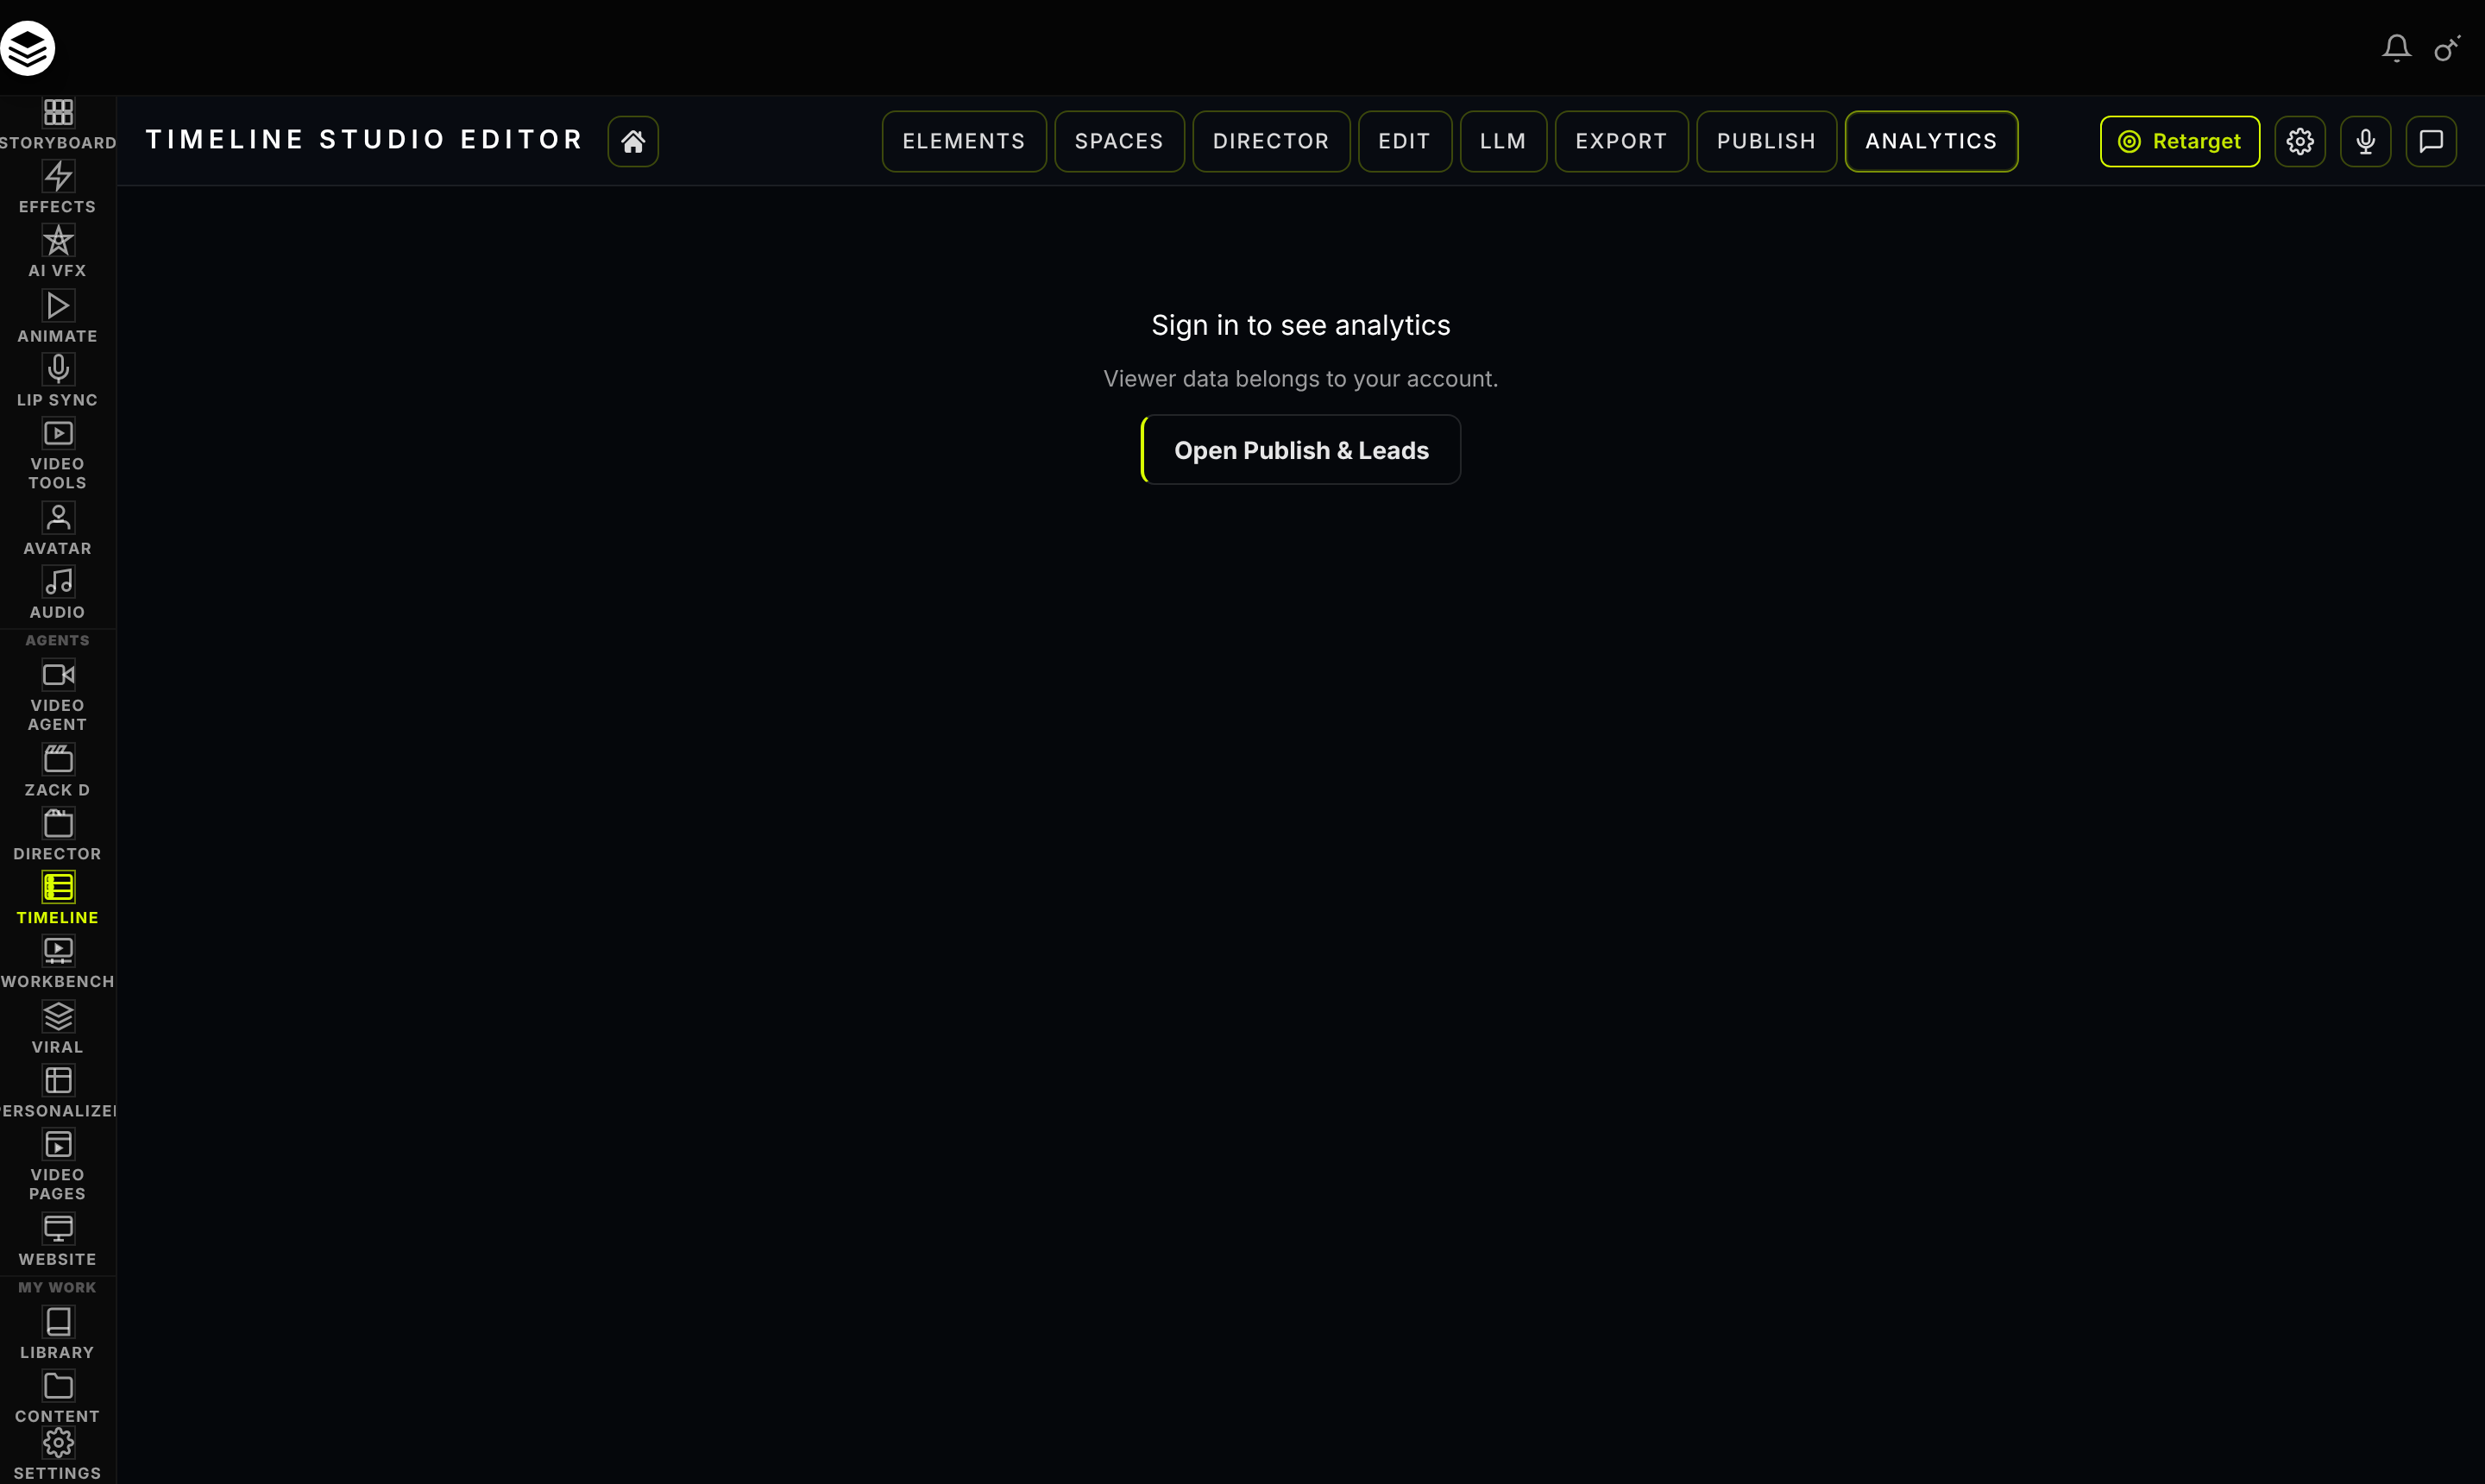 TIMELINE STUDIO EDITOR
ELEMENTS
SPACES
DIRECTOR
EDIT
LLM
EXPORT
PUBLISH
ANALYTICS
Retarget
STORYBOARD
EFFECTS
AI VFX
ANIMATE
LIP SYNC
VIDEO
TOOLS
AVATAR
AUDIO
AGENTS
VIDEO
AGENT
ZACK D
DIRECTOR
TIMELINE
WORKBENCH
VIRAL
VIDEO
PAGES
WEBSITE
MY WORK
LIBRARY
CONTENT
SETTINGS
Sign in to see analytics
Viewer data belongs to your account.
Open Publish & Leads